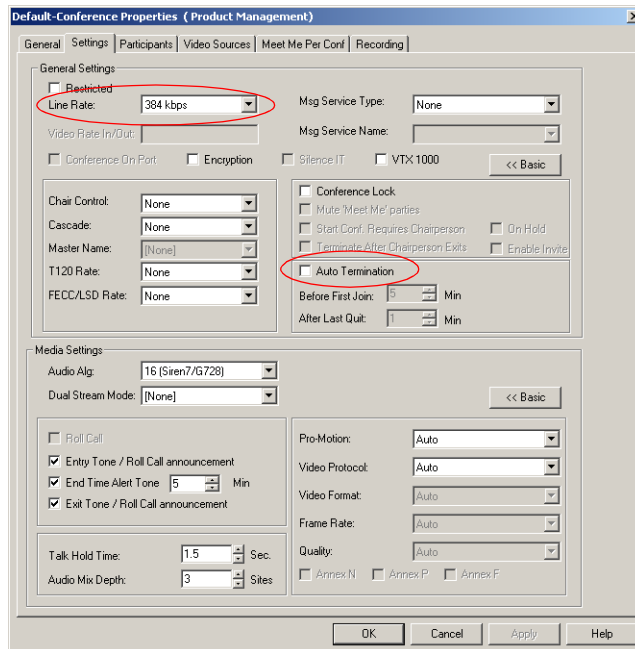 Default-Conference Properties ( Product Management)
General Settings Participants Video Sources Meet Me Per Conf Recording
General Settings
Restricted
Line Rate: 384 kbps Msg Service Type: None
Video Rate In/Out: Msg Service Name:
Conference On Port Encryption Silence IT VTX 1000 << Basic
Chair Control: None
Cascade: None
Master Name: [None]
T120 Rate: None
FECC/LSD Rate: None
Conference Lock
Mute 'Meet Me' parties
Start Conf. Requires Chairperson On Hold
Terminate After Chairperson Exits Enable Invite
Auto Termination
Before First Join: 5 Min
After Last Quit: 1 Min
Media Settings
Audio Alg: 16 (Siren7/G728)
Dual Stream Mode: [None] << Basic
Roll Call
Entry Tone / Roll Call announcement
End Time Alert Tone 5 Min
Exit Tone / Roll Call announcement
Talk Hold Time: 1.5 Sec.
Audio Mix Depth: 3 Sites
Pro-Motion: Auto
Video Protocol: Auto
Video Format: Auto
Frame Rate: Auto
Quality: Auto
Annex N Annex P Annex F
OK Cancel Apply Help